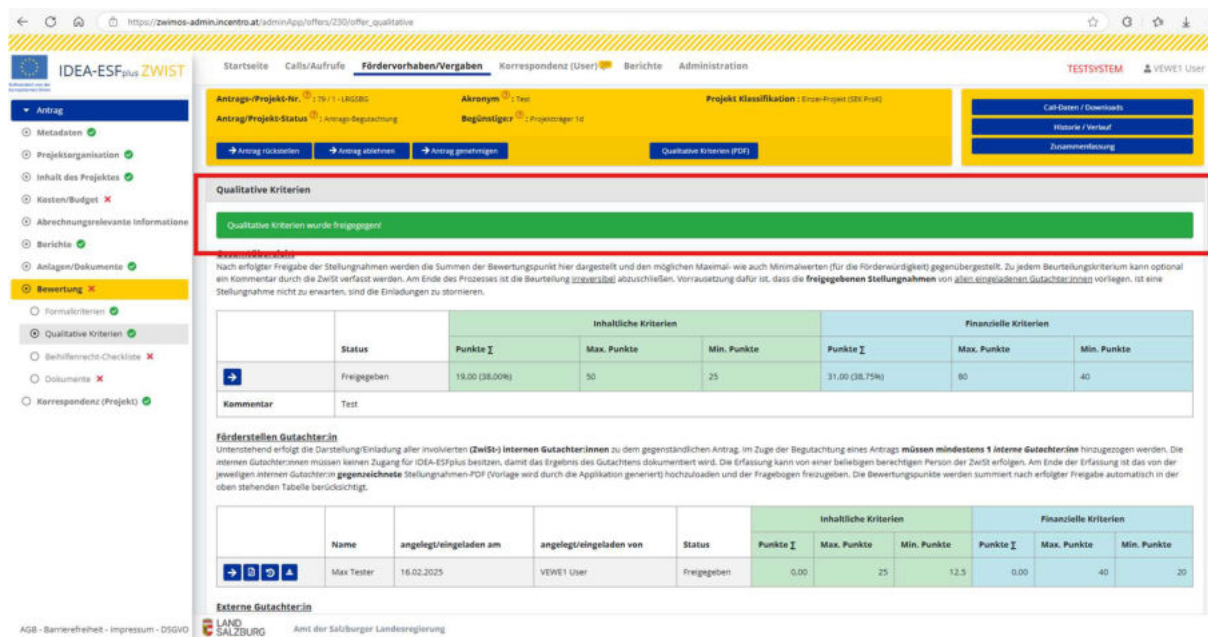 https://zwimos-admin.incentro.at/adminApp/offers/230/offer_qualitative
IDEA-ESFplus ZWIST
Startseite Calls/Aufrufe Fördervorhaben/Vergaben Korrespondenz (User) Berichte Administration
TESTSYSTEM VEWE1 User
Antrag
Metadaten
Projektorganisation
Inhalt des Projektes
Kosten/Budget
Abrechnungsrelevante Informatione
Berichte
Anlagen/Dokumente
Bewertung
Formalkriterien
Qualitative Kriterien
Beihilfenrecht-Checkliste
Dokumente
Korrespondenz (Projekt)
Antrags-/Projekt-Nr. : 79 / 1 - LRGSBG Akronym : Test Projekt Klassifikation : Einzel-Projekt (SEK ProK)
Antrag/Projekt-Status : Antrags-Begutachtung Begünstige:r : Projektträger 1d
Antrag rückstellen Antrag ablehnen Antrag genehmigen Qualitative Kriterien (PDF)
Call-Daten / Downloads
Historie / Verlauf
Zusammenfassung
Qualitative Kriterien
Qualitative Kriterien wurde freigegegen!
Gesamtübersicht
Nach erfolgter Freigabe der Stellungnahmen werden die Summen der Bewertungspunkt hier dargestellt und den möglichen Maximal- wie auch Minimalwerten (für die Förderwürdigkeit) gegenübergestellt. Zu jedem Beurteilungskriterium kann optional
ein Kommentar durch die ZwiSt verfasst werden. Am Ende des Prozesses ist die Beurteilung irreversibel abzuschließen. Vorrausetzung dafür ist, dass die freigegebenen Stellungnahmen von allen eingeladenen Gutachter:innen vorliegen. Ist eine
Stellungnahme nicht zu erwarten, sind die Einladungen zu stornieren.
Inhaltliche Kriterien Finanzielle Kriterien
Status Punkte Σ Max. Punkte Min. Punkte Punkte Σ Max. Punkte Min. Punkte
Freigegeben 19,00 (38,00%) 50 25 31,00 (38,75%) 80 40
Kommentar Test
Förderstellen Gutachter:in
Untenstehend erfolgt die Darstellung/Einladung aller involvierten (ZwiSt-) internen Gutachter:innen zu dem gegenständlichen Antrag. Im Zuge der Begutachtung eines Antrags müssen mindestens 1 interne Gutachter:inn hinzugezogen werden. Die
internen Gutachter:innen müssen keinen Zugang für IDEA-ESFplus besitzen, damit das Ergebnis des Gutachtens dokumentiert wird. Die Erfassung kann von einer beliebigen berechtigen Person der ZwiSt erfolgen. Am Ende der Erfassung ist das von der
jeweiligen internen Gutachter:in gegenzeichnete Stellungnahmen-PDF (Vorlage wird durch die Applikation generiert) hochzuladen und der Fragebogen freizugeben. Die Bewertungspunkte werden summiert nach erfolgter Freigabe automatisch in der
oben stehenden Tabelle berücksichtigt.
Inhaltliche Kriterien Finanzielle Kriterien
Name angelegt/eingeladen am angelegt/eingeladen von Status Punkte Σ Max. Punkte Min. Punkte Punkte Σ Max. Punkte Min. Punkte
Max Tester 16.02.2025 VEWE1 User Freigegeben 0,00 25 12.5 0,00 40 20
Externe Gutachter:in
AGB - Barrierefreiheit - Impressum - DSGVO LAND SALZBURG Amt der Salzburger Landesregierung